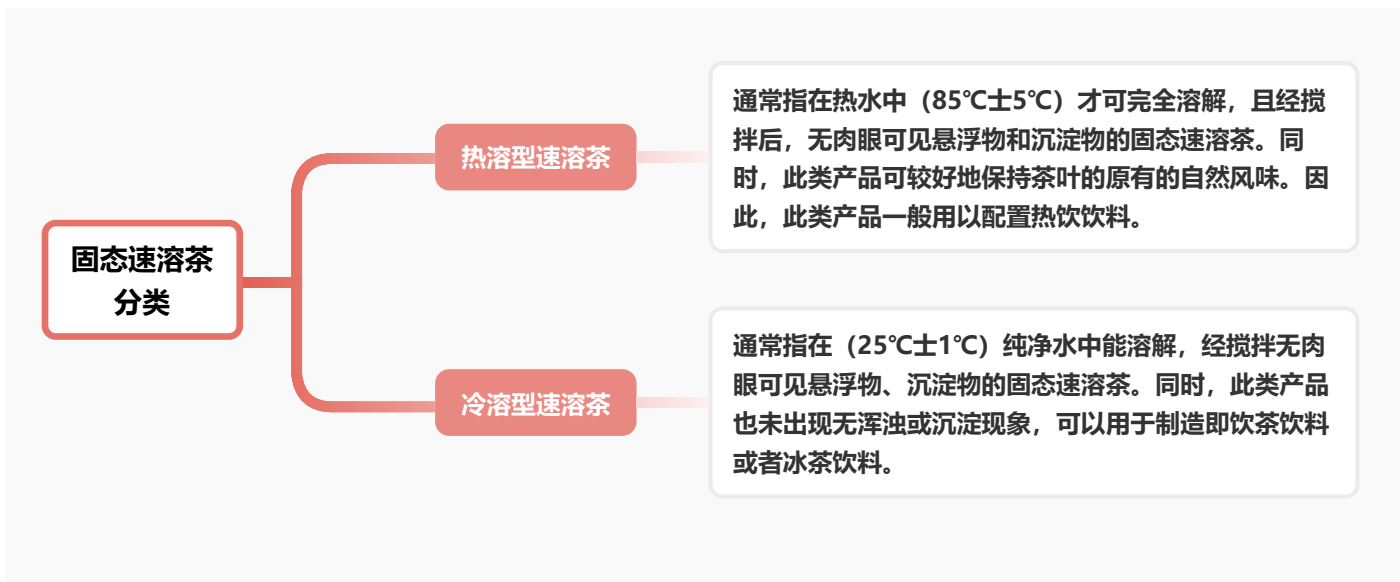 固态速溶茶
分类
热溶型速溶茶
通常指在热水中（85℃士5℃）才可完全溶解，且经搅
拌后，无肉眼可见悬浮物和沉淀物的固态速溶茶。同
时，此类产品可较好地保持茶叶的原有的自然风味。因
此，此类产品一般用以配置热饮饮料。
冷溶型速溶茶
通常指在（25℃士1℃）纯净水中能溶解，经搅拌无肉
眼可见悬浮物、沉淀物的固态速溶茶。同时，此类产品
也未出现无浑浊或沉淀现象，可以用于制造即饮茶饮料
或者冰茶饮料。